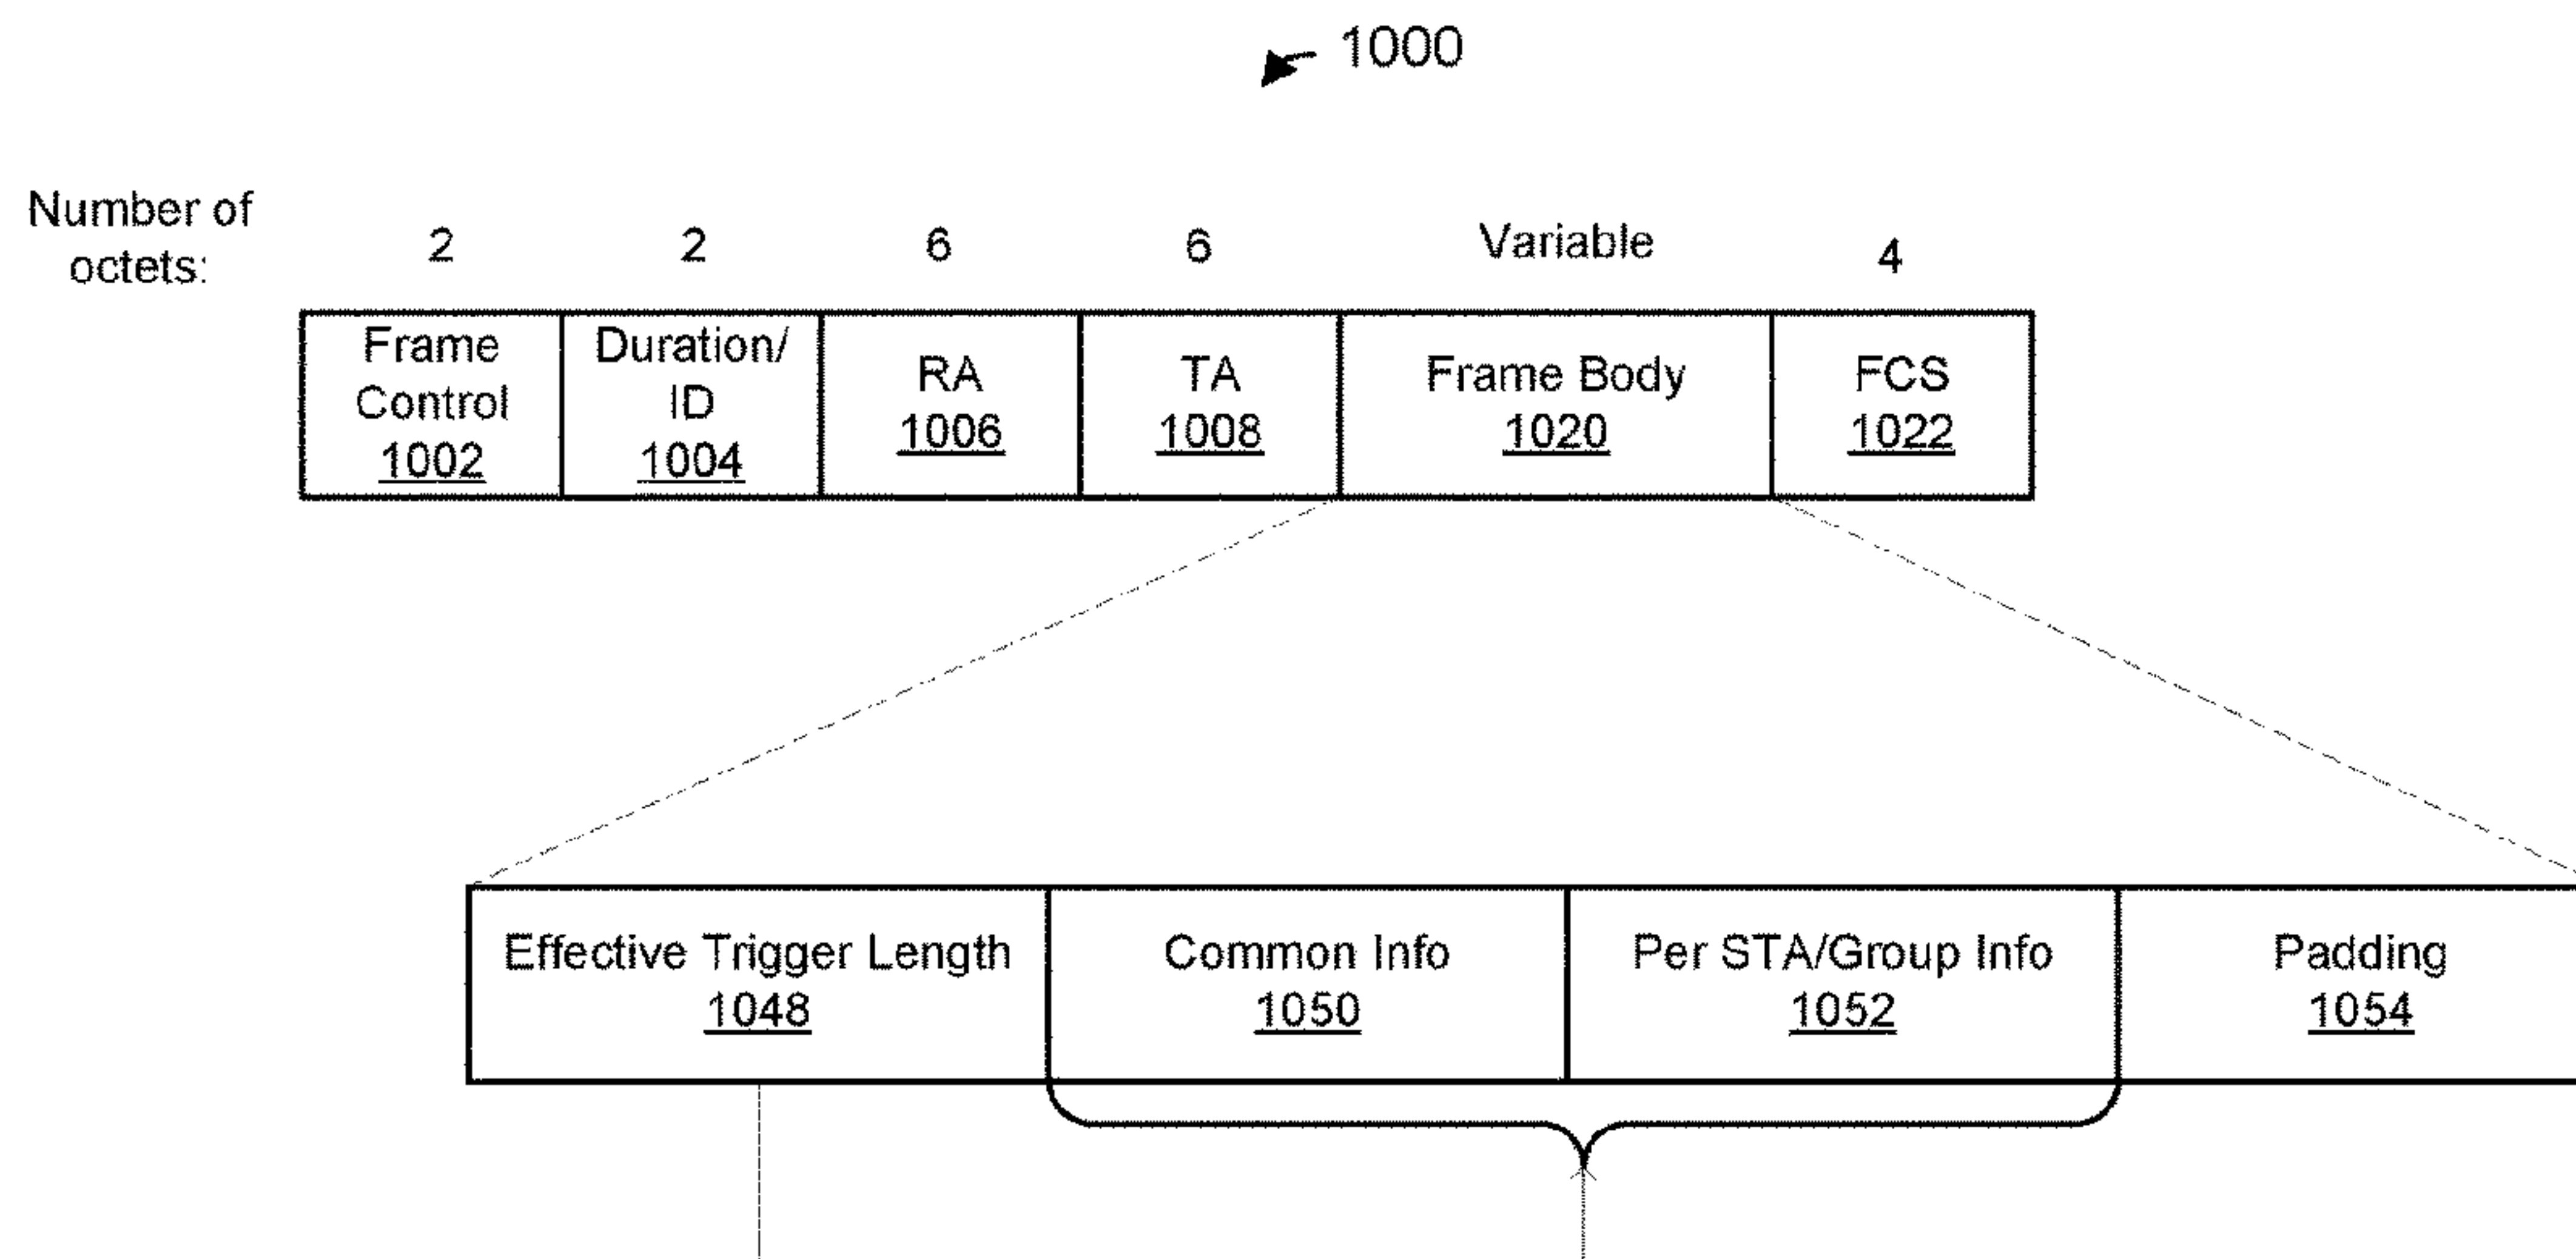 1000
Number of
octets:
2 2 6 6 Variable 4
Frame
Control
1002
Duration/
ID
1004
RA
1006
TA
1008
Frame Body
1020
FCS
1022
Effective Trigger Length
1048
Common Info
1050
Per STA/Group Info
1052
Padding
1054